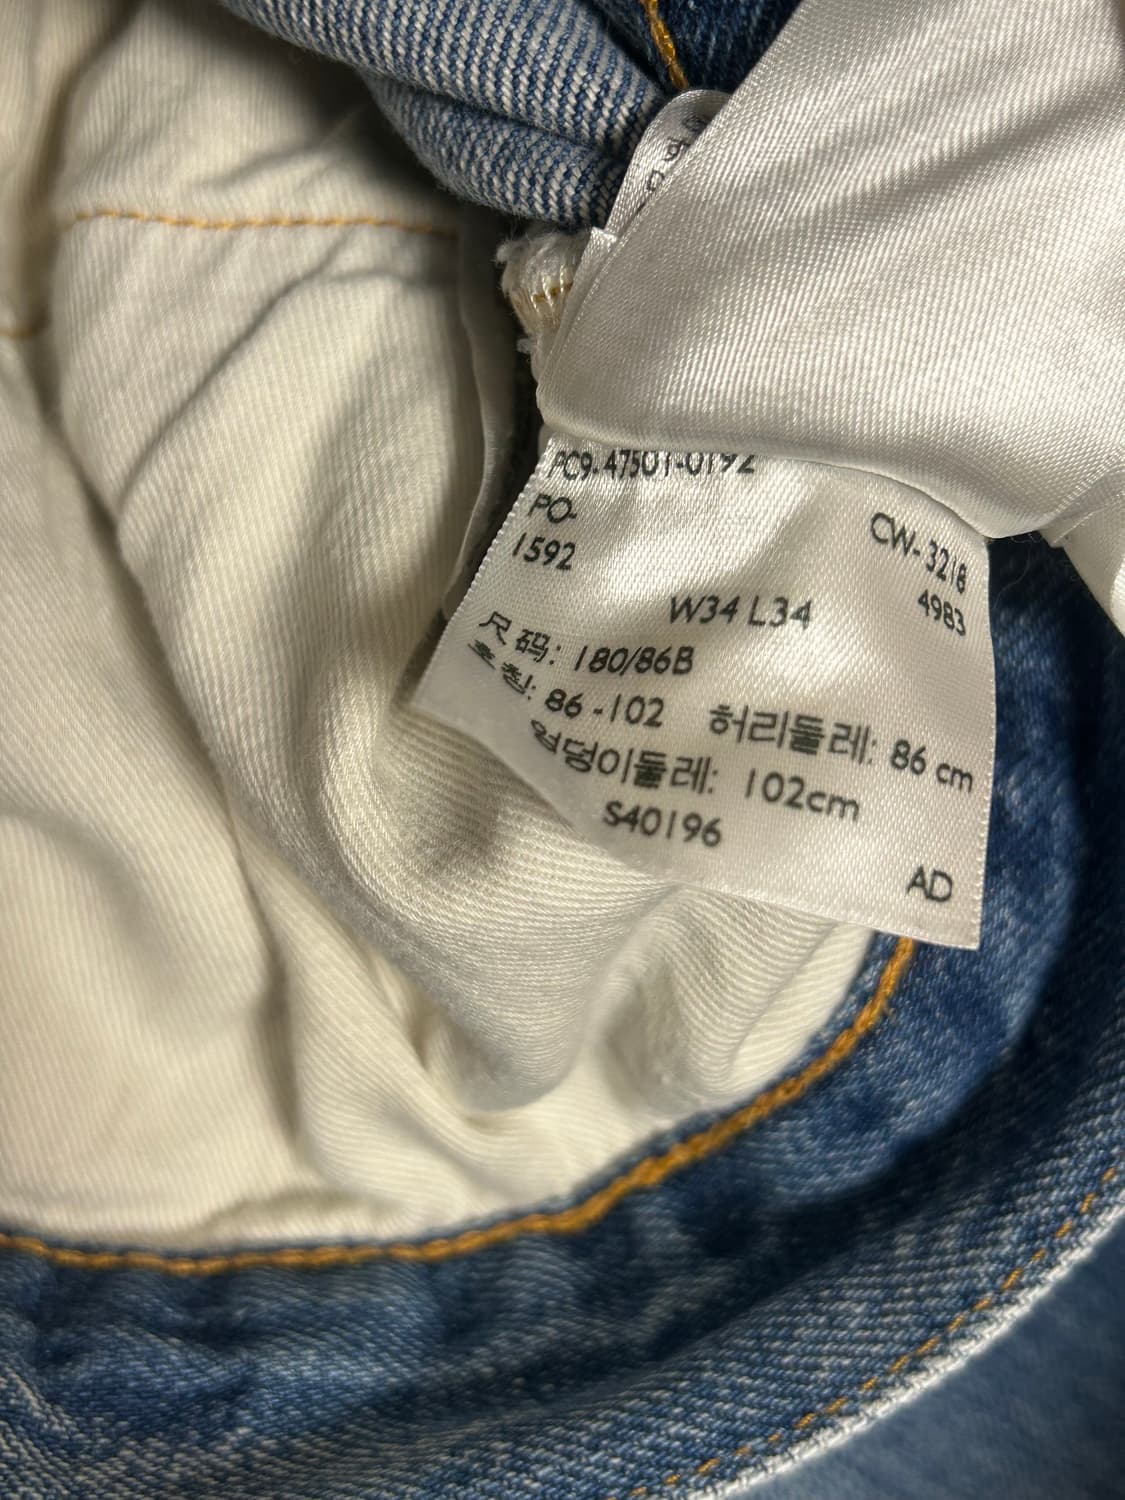 PC9-47501-0192
PO-
1592
CW-3218
4983
W34 L34
尺码: 180/86B
호칭: 86 -102 허리둘레: 86 cm
엉덩이둘레: 102cm
S40196
AD